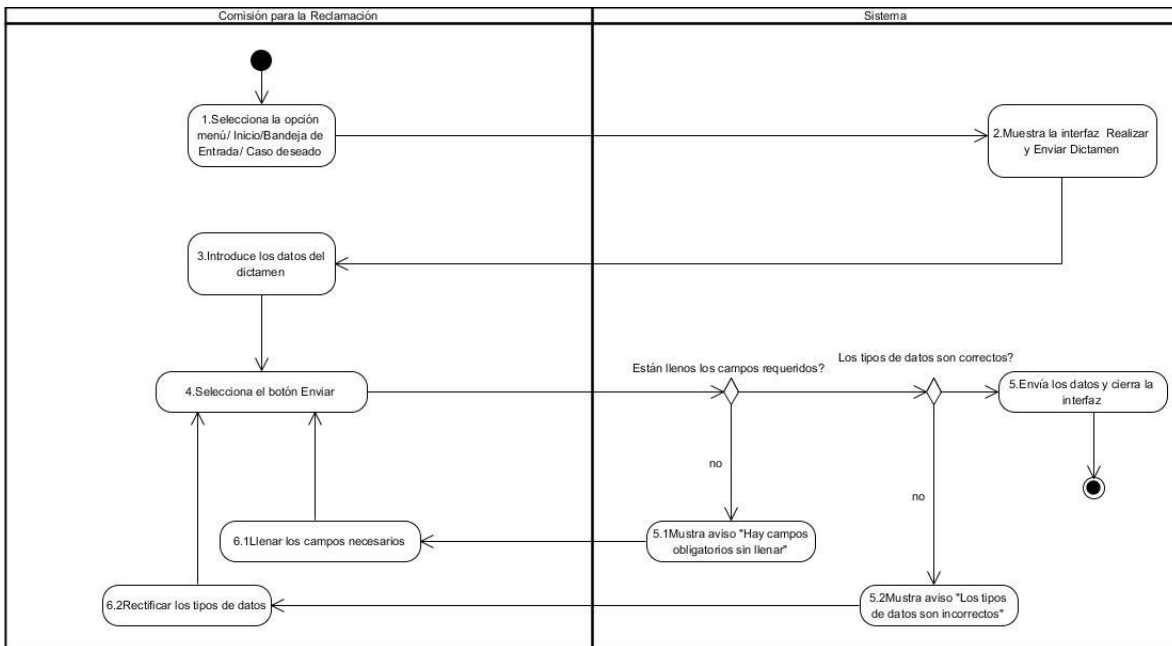 Comisión para la Reclamación
Sistema
1.Selecciona la opción
menú/ Inicio/Bandeja de
Entrada/ Caso deseado
2.Muestra la interfaz  Realizar
y Enviar Dictamen
3.Introduce los datos del
dictamen
Los tipos de datos son correctos?
Están llenos los campos requeridos?
4.Selecciona el botón Enviar
5.Envía los datos y cierra la
interfaz
no
no
6.1Llenar los campos necesarios
5.1Mustra aviso "Hay campos
obligatorios sin llenar"
6.2Rectificar los tipos de datos
5.2Mustra aviso "Los tipos
de datos son incorrectos"